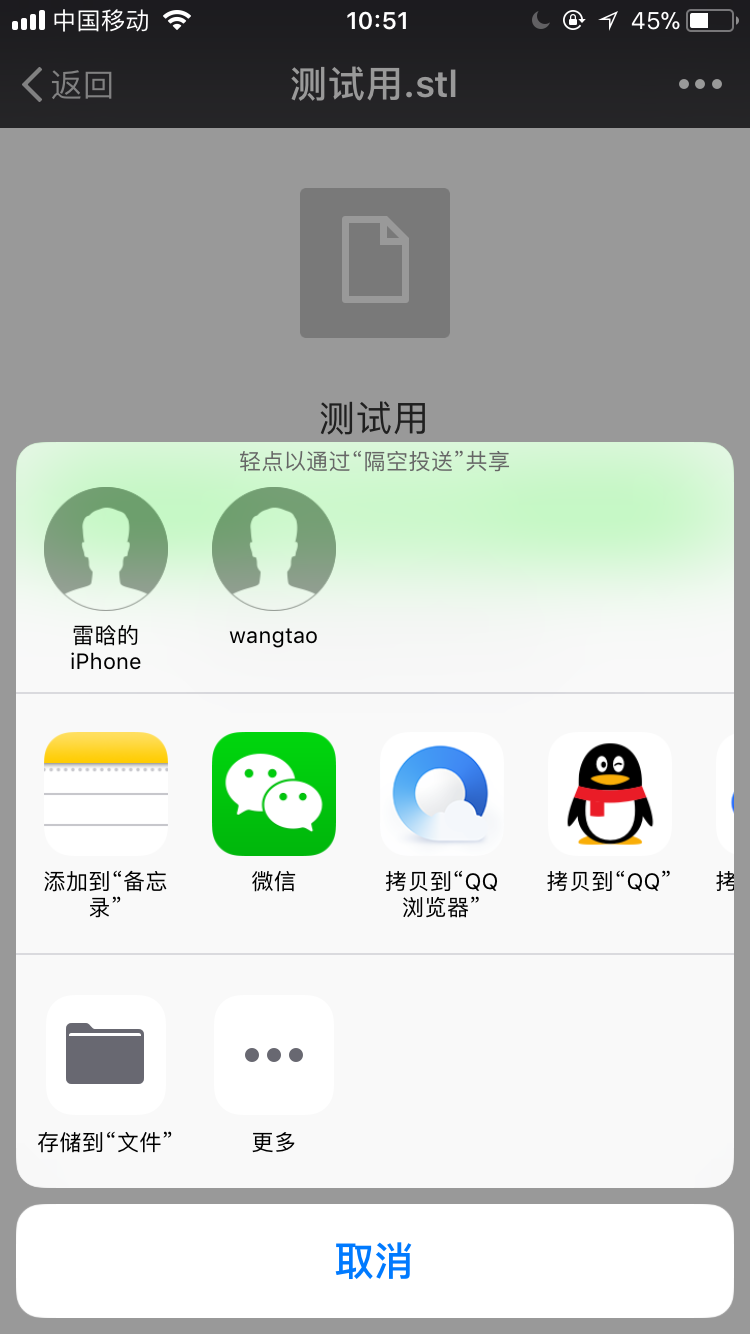 中国移动 10:51 45%
返回 测试用.stl
测试用
轻点以通过“隔空投送”共享
雷晗的 wangtao
iPhone
添加到“备忘 微信 拷贝到“QQ 拷贝到“QQ” 拷
录” 浏览器”
存储到“文件” 更多
取消